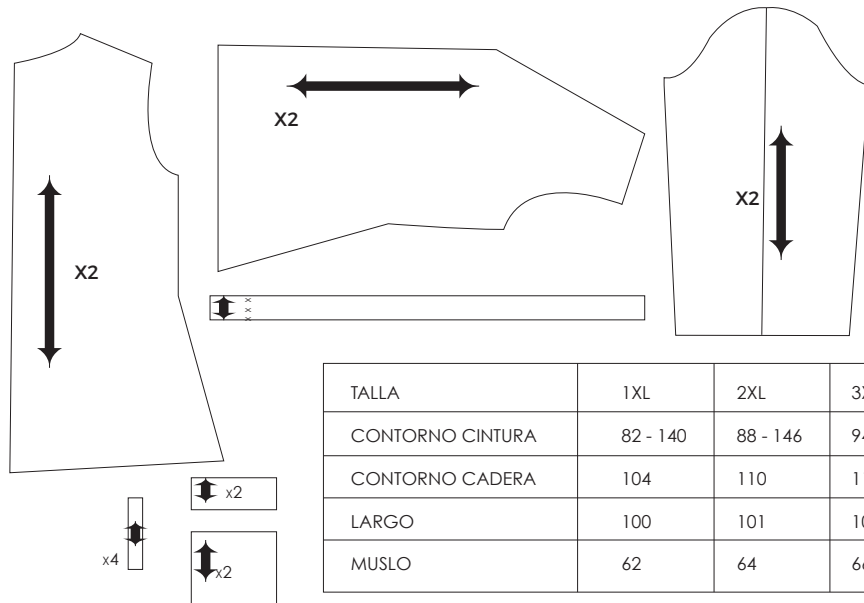 X2
X2
X2
x
x
x
TALLA 1XL 2XL
CONTORNO CINTURA 82 - 140 88 - 146
CONTORNO CADERA 104 110
LARGO 100 101
MUSLO 62 64
x2
x4
x2